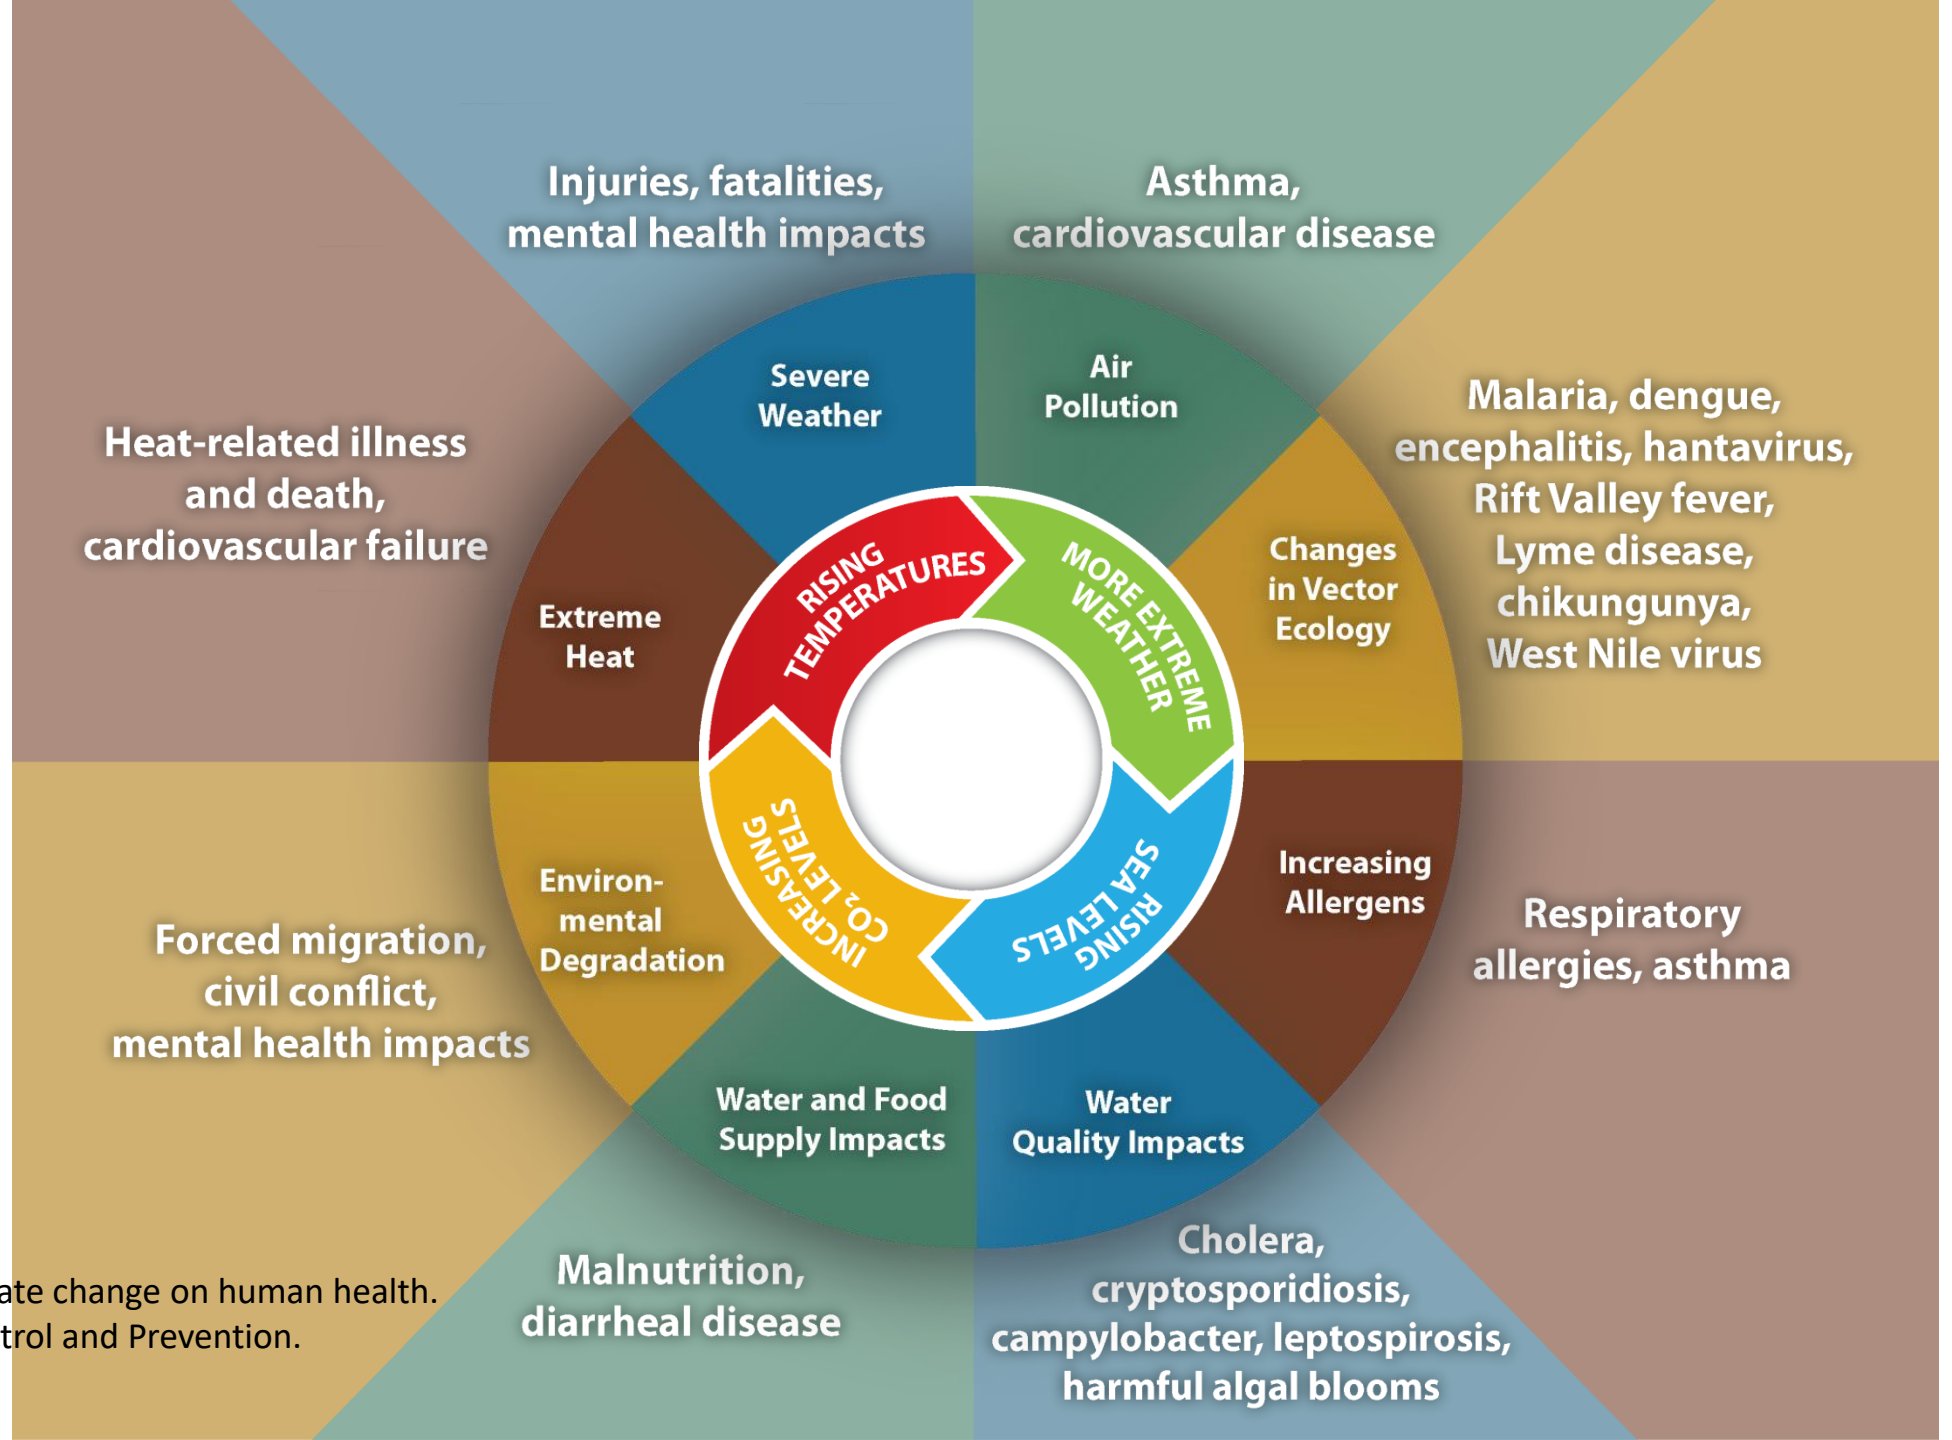 Injuries, fatalities,
mental health impacts
Asthma,
cardiovascular disease
Severe
Weather
Air
Pollution
Heat-related illness
and death,
cardiovascular failure
Malaria, dengue,
encephalitis, hantavirus,
Rift Valley fever,
Lyme disease,
chikungunya,
West Nile virus
Extreme
Heat
Changes
in Vector
Ecology
RISING
TEMPERATURES
MORE EXTREME
WEATHER
RISING
SEA LEVELS
INCREASING
CO₂ LEVELS
Environ-
mental
Degradation
Increasing
Allergens
Forced migration,
civil conflict,
mental health impacts
Respiratory
allergies, asthma
Water and Food
Supply Impacts
Water
Quality Impacts
Malnutrition,
diarrheal disease
Cholera,
cryptosporidiosis,
campylobacter, leptospirosis,
harmful algal blooms
ate change on human health.
trol and Prevention.